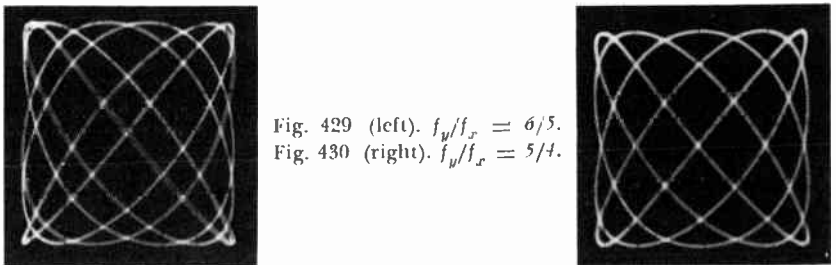 Fig. 429 (left). f_y/f_x = 6/5.
Fig. 430 (right). f_y/f_x = 5/4.